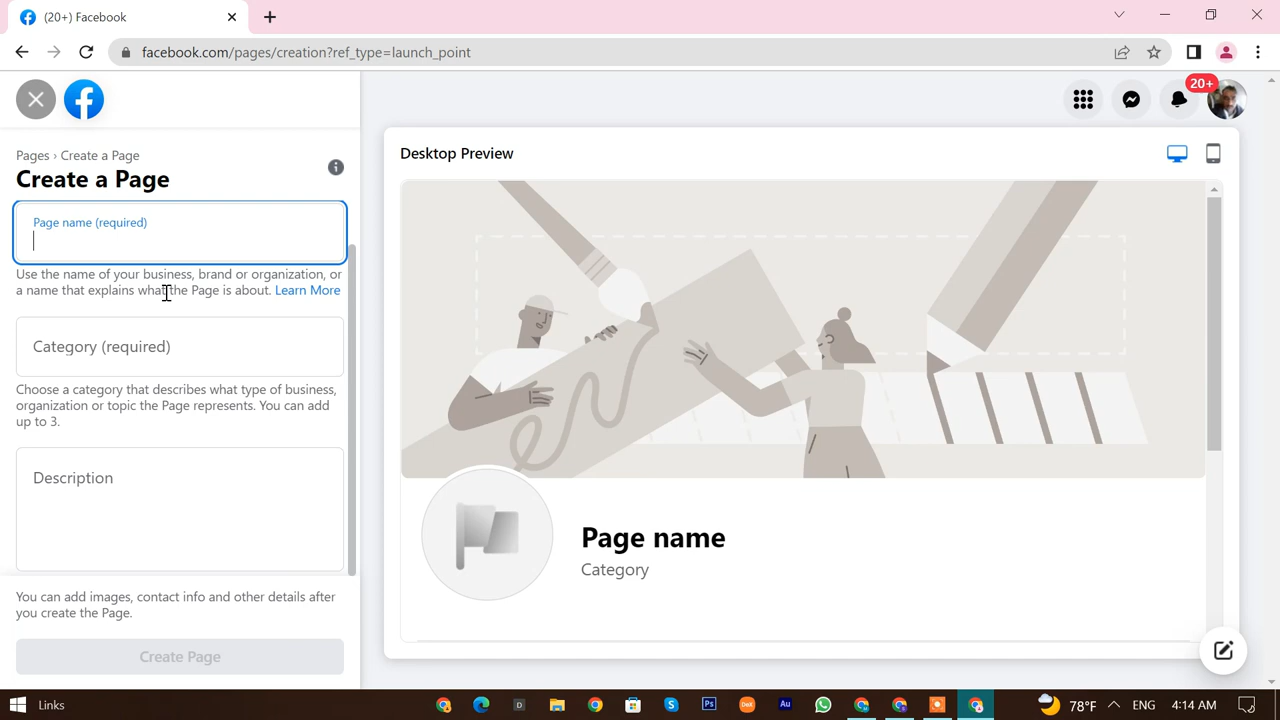 (20+) Facebook
facebook.com/pages/creation?ref_type=launch_point
20+
Pages › Create a Page
Create a Page
Page name (required)
Use the name of your business, brand or organization, or
a name that explains what the Page is about. Learn More
Category (required)
Choose a category that describes what type of business,
organization or topic the Page represents. You can add
up to 3.
Description
You can add images, contact info and other details after
you create the Page.
Create Page
Desktop Preview
Page name
Category
Links
78°F
ENG
4:14 AM